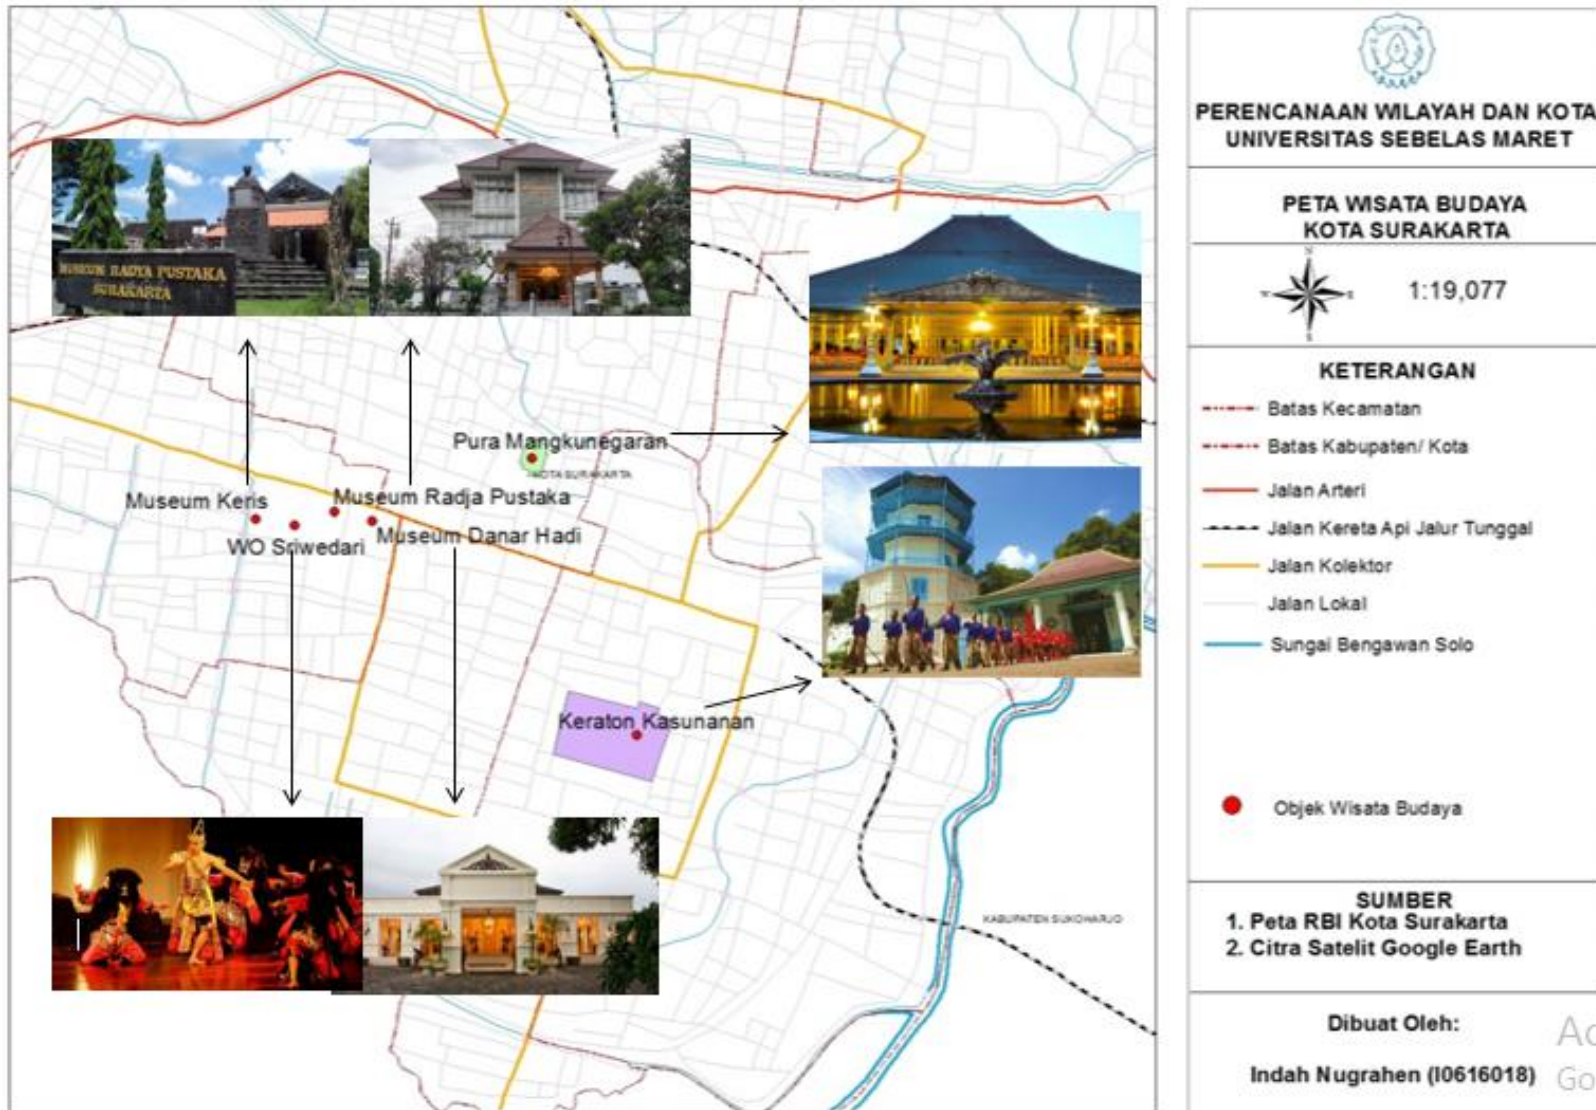 MUSEUM RADYA PUSTAKA
SURAKARTA
Pura Mangkunegaran
KOTA SURAKARTA
Museum Keris
Museum Radja Pustaka
WO Sriwedari
Museum Danar Hadi
Keraton Kasunanan
KABUPATEN SUKOHARJO
PERENCANAAN WILAYAH DAN KOTA
UNIVERSITAS SEBELAS MARET
PETA WISATA BUDAYA
KOTA SURAKARTA
N
W
E
S
1:19,077
KETERANGAN
Batas Kecamatan
Batas Kabupaten/ Kota
Jalan Arteri
Jalan Kereta Api Jalur Tunggal
Jalan Kolektor
Jalan Lokal
Sungai Bengawan Solo
Objek Wisata Budaya
SUMBER
1. Peta RBI Kota Surakarta
2. Citra Satelit Google Earth
Dibuat Oleh:
Indah Nugrahen (I0616018)
Ac
Go